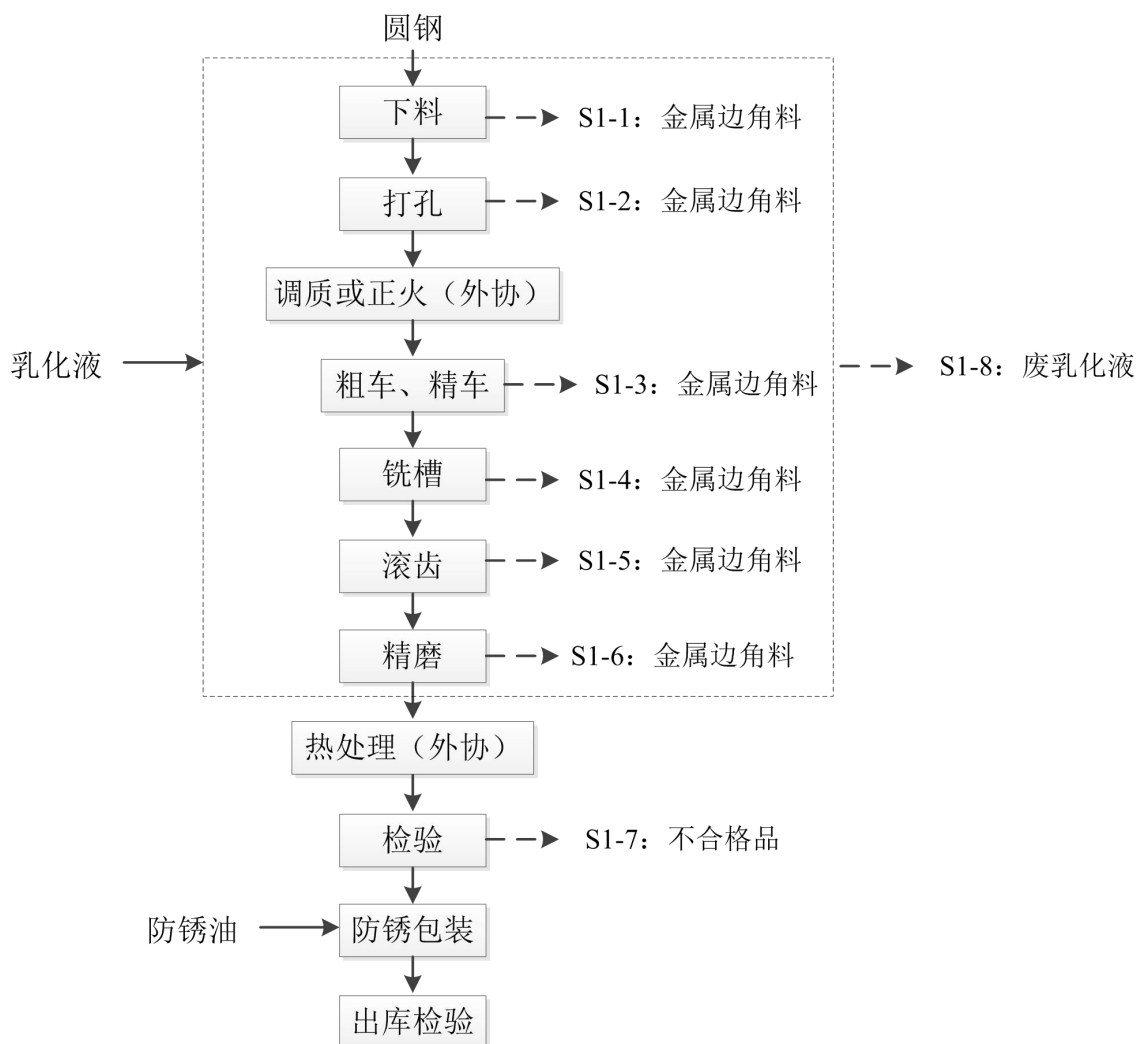 圆钢
下料
S1-1：金属边角料
打孔
S1-2：金属边角料
调质或正火（外协）
乳化液
粗车、精车
S1-3：金属边角料
S1-8：废乳化液
铣槽
S1-4：金属边角料
滚齿
S1-5：金属边角料
精磨
S1-6：金属边角料
热处理（外协）
检验
S1-7：不合格品
防锈油
防锈包装
出库检验